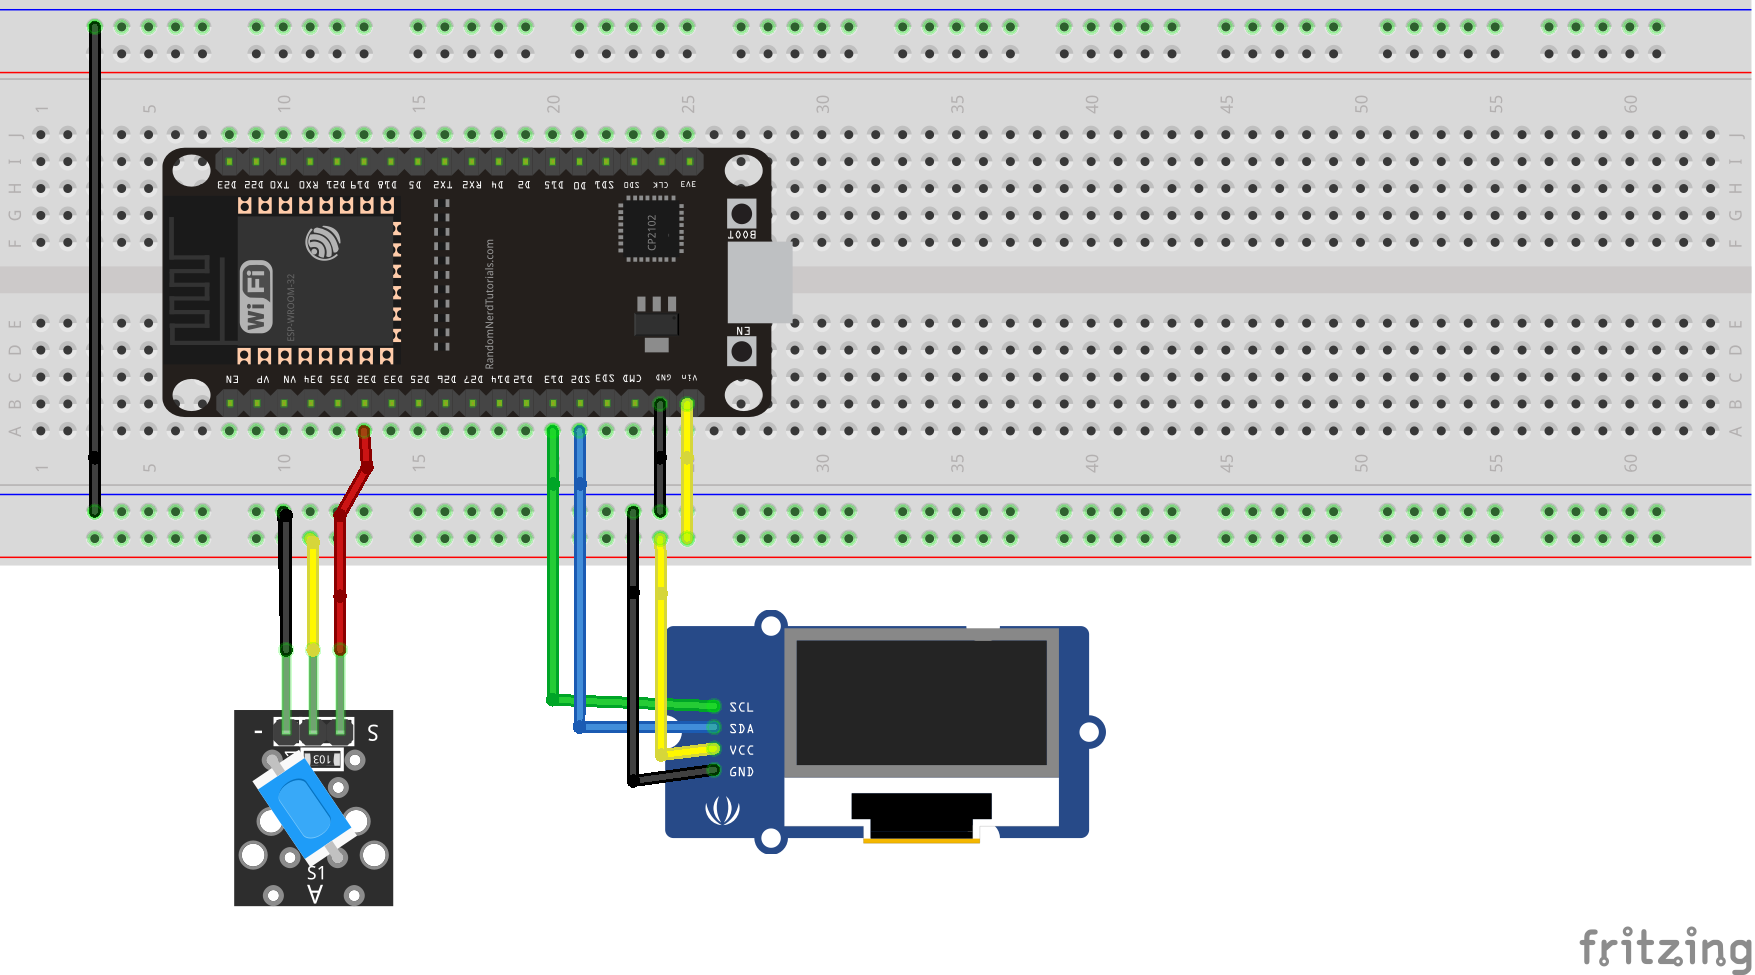 1 5 10 15 20 25 30 35 40 45 50 55 60
J J
I I
H H
G G
F F
D23 D22 TX0 RX0 D21 D19 D18 D5 TX2 RX2 D4 D2 D15 D0 SD1 SD0 CLK 3V3
CP2102
BOOT
WiFi
ESP-WROOM-32
RandomNerdTutorials.com
EN
E E
D D
C C
B B
A A
EN VP VN D34 D35 D32 D33 D25 D26 D27 D14 D12 D13 SD2 SD3 CMD GND Vin
1 5 10 15 20 25 30 35 40 45 50 55 60
SCL
SDA
VCC
GND
- S
103
S1
A
fritzing